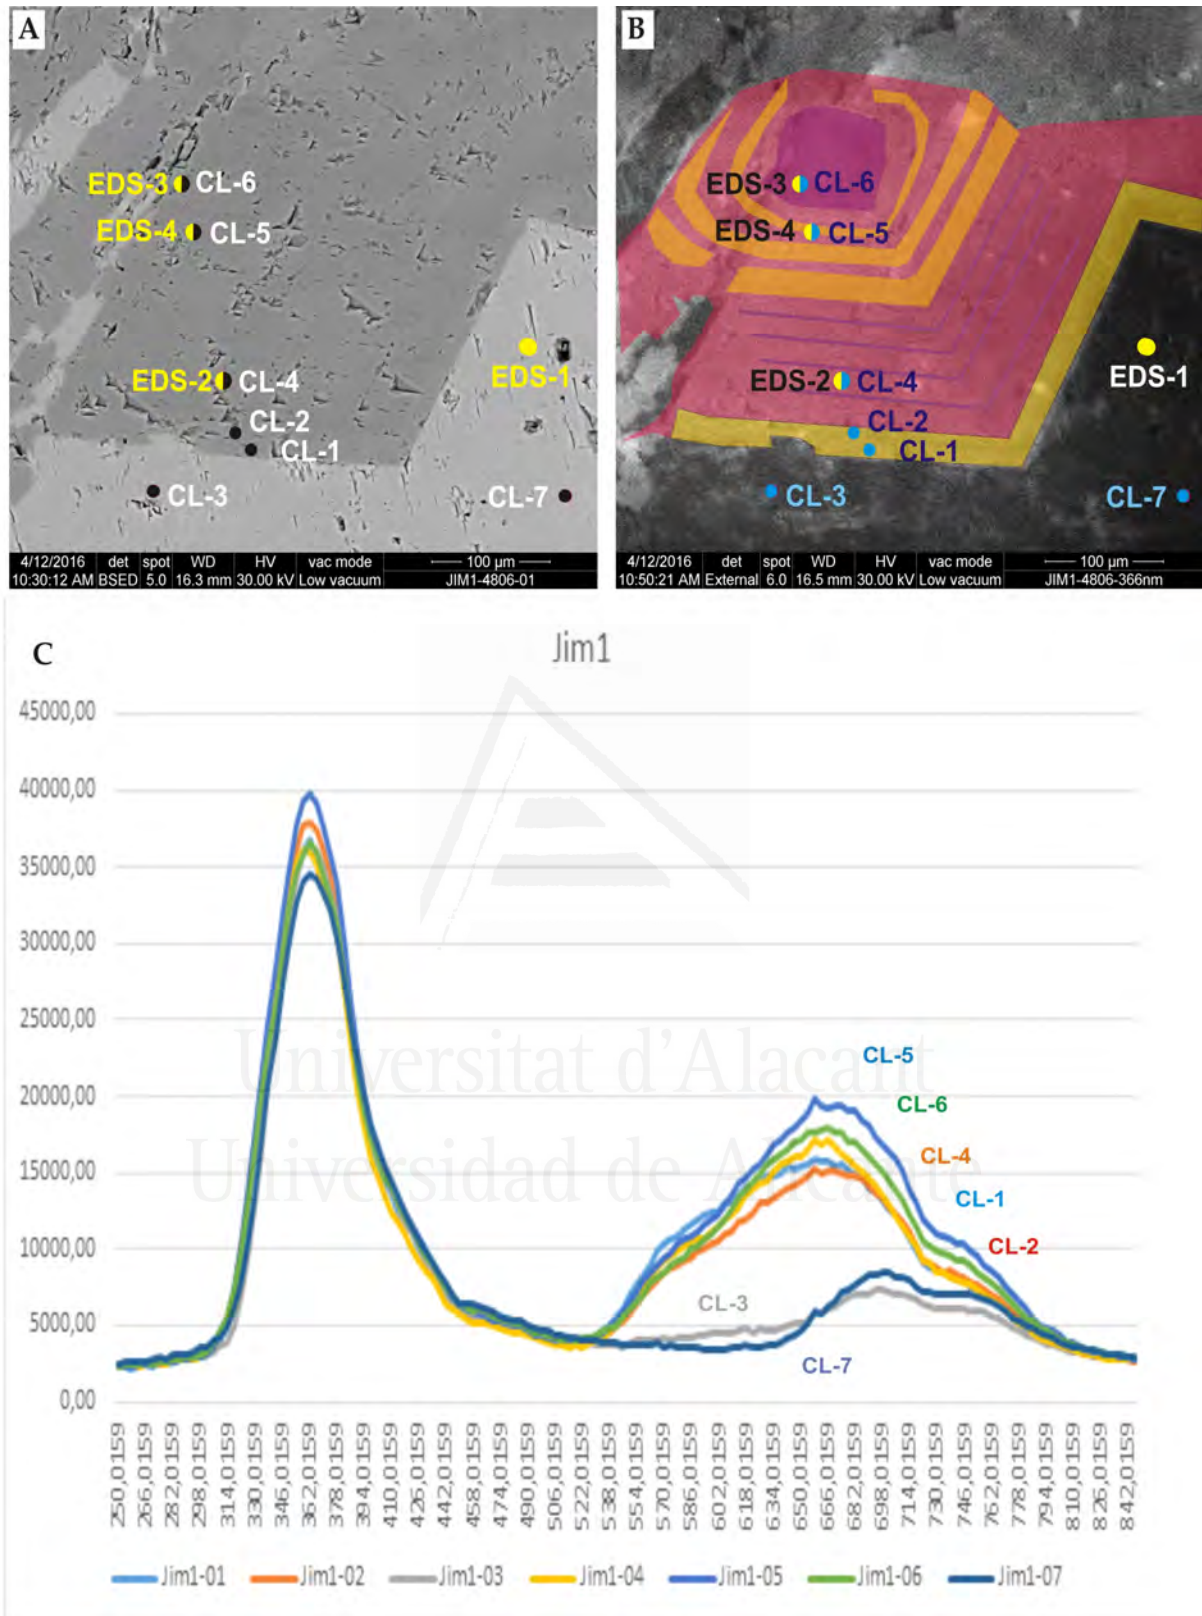 A
EDS-3 CL-6
EDS-4 CL-5
EDS-2 CL-4
CL-2
CL-1
EDS-1
CL-3
CL-7
4/12/2016 det spot WD HV vac mode 100 µm
10:30:12 AM BSED 5.0 16.3 mm 30.00 kV Low vacuum JIM1-4806-01
B
EDS-3 CL-6
EDS-4 CL-5
EDS-2 CL-4
CL-2
CL-1
EDS-1
CL-3
CL-7
4/12/2016 det spot WD HV vac mode 100 µm
10:50:21 AM External 6.0 16.5 mm 30.00 kV Low vacuum JIM1-4806-366nm
C
Jim1
45000,00
40000,00
35000,00
30000,00
25000,00
20000,00
15000,00
10000,00
5000,00
0,00
Universitat d'Alacant
Universidad de Alicante
CL-5
CL-6
CL-4
CL-1
CL-2
CL-3
CL-7
250,0159
266,0159
282,0159
298,0159
314,0159
330,0159
346,0159
362,0159
378,0159
394,0159
410,0159
426,0159
442,0159
458,0159
474,0159
490,0159
506,0159
522,0159
538,0159
554,0159
570,0159
586,0159
602,0159
618,0159
634,0159
650,0159
666,0159
682,0159
698,0159
714,0159
730,0159
746,0159
762,0159
778,0159
794,0159
810,0159
826,0159
842,0159
Jim1-01 Jim1-02 Jim1-03 Jim1-04 Jim1-05 Jim1-06 Jim1-07